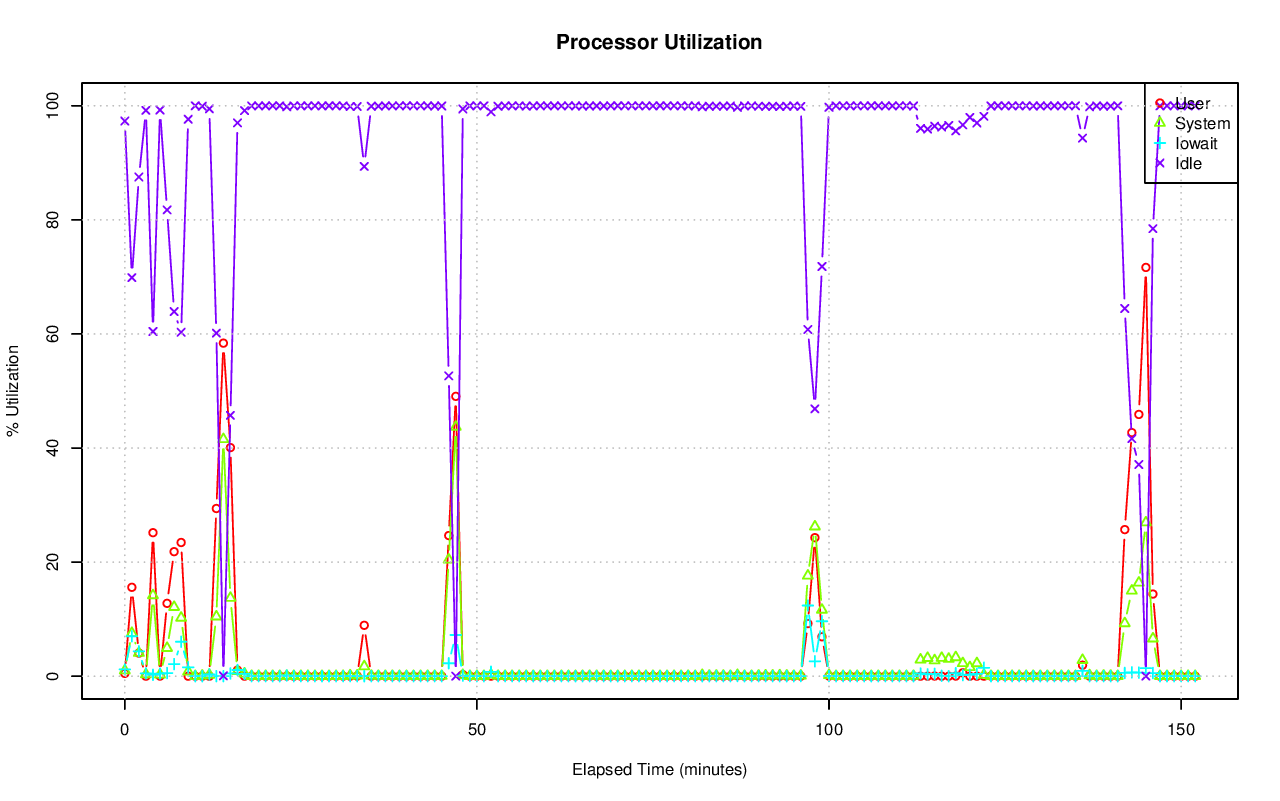 Processor Utilization
100
80
60
40
20
0
% Utilization
User
System
Iowait
Idle
0 50 100 150
Elapsed Time (minutes)